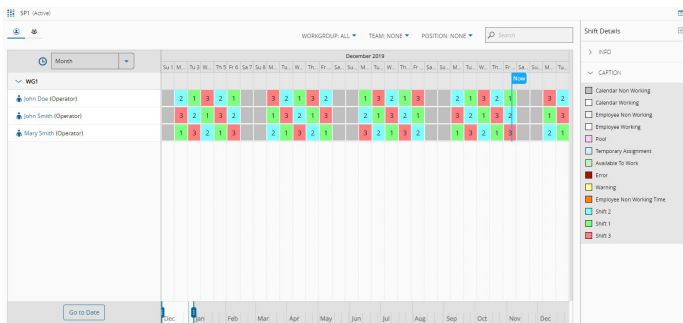 SP1 (Active)
WORKGROUP: ALL TEAM: NONE POSITION: NONE Search
Shift Details
INFO
Month
December 2019
Su 1 M... Tu 3 W... Th 5 Fr 6 Sa 7 Su 8 M... Tu... W... Th... Fr ... Sa... Su... M... Tu... W... Th... Fr ... Sa... Su... M... Tu... W... Th... Fr ... Sa... Su... M... Tu...
CAPTION
WG1
Now
John Doe (Operator) 2 1 3 2 1 3 2 1 3 2 1 3 2 1 3 2 1 3 2 1 3 2
John Smith (Operator) 3 2 1 3 2 1 3 2 1 3 2 1 3 2 1 3 2 1 3 2 1 3
Mary Smith (Operator) 1 3 2 1 3 2 1 3 2 1 3 2 1 3 2 1 3 2 1 3 2 1
Calendar Non Working
Calendar Working
Employee Non Working
Employee Working
Pool
Temporary Assignment
Available To Work
Error
Warning
Employee Non Working Time
Shift 2
Shift 1
Shift 3
Go to Date
Dec Jan Feb Mar Apr May Jun Jul Aug Sep Oct Nov Dec